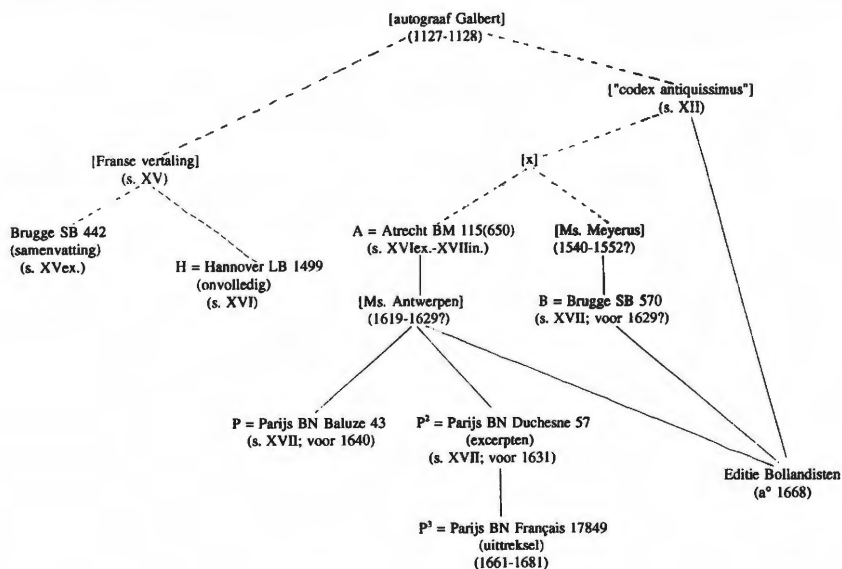 [autograaf Galbert]
(1127-1128)
["codex antiquissimus"]
(s. XII)
[Franse vertaling]
(s. XV)
[x]
Brugge SB 442
(samenvatting)
(s. XVex.)
H = Hannover LB 1499
(onvolledig)
(s. XVI)
A = Atrecht BM 115(650)
(s. XVIex.-XVIIin.)
[Ms. Meyerus]
(1540-1552?)
[Ms. Antwerpen]
(1619-1629?)
B = Brugge SB 570
(s. XVII; voor 1629?)
P = Parijs BN Baluze 43
(s. XVII; voor 1640)
P² = Parijs BN Duchesne 57
(excerpten)
(s. XVII; voor 1631)
Editie Bollandisten
(a° 1668)
P³ = Parijs BN Français 17849
(uittreksel)
(1661-1681)